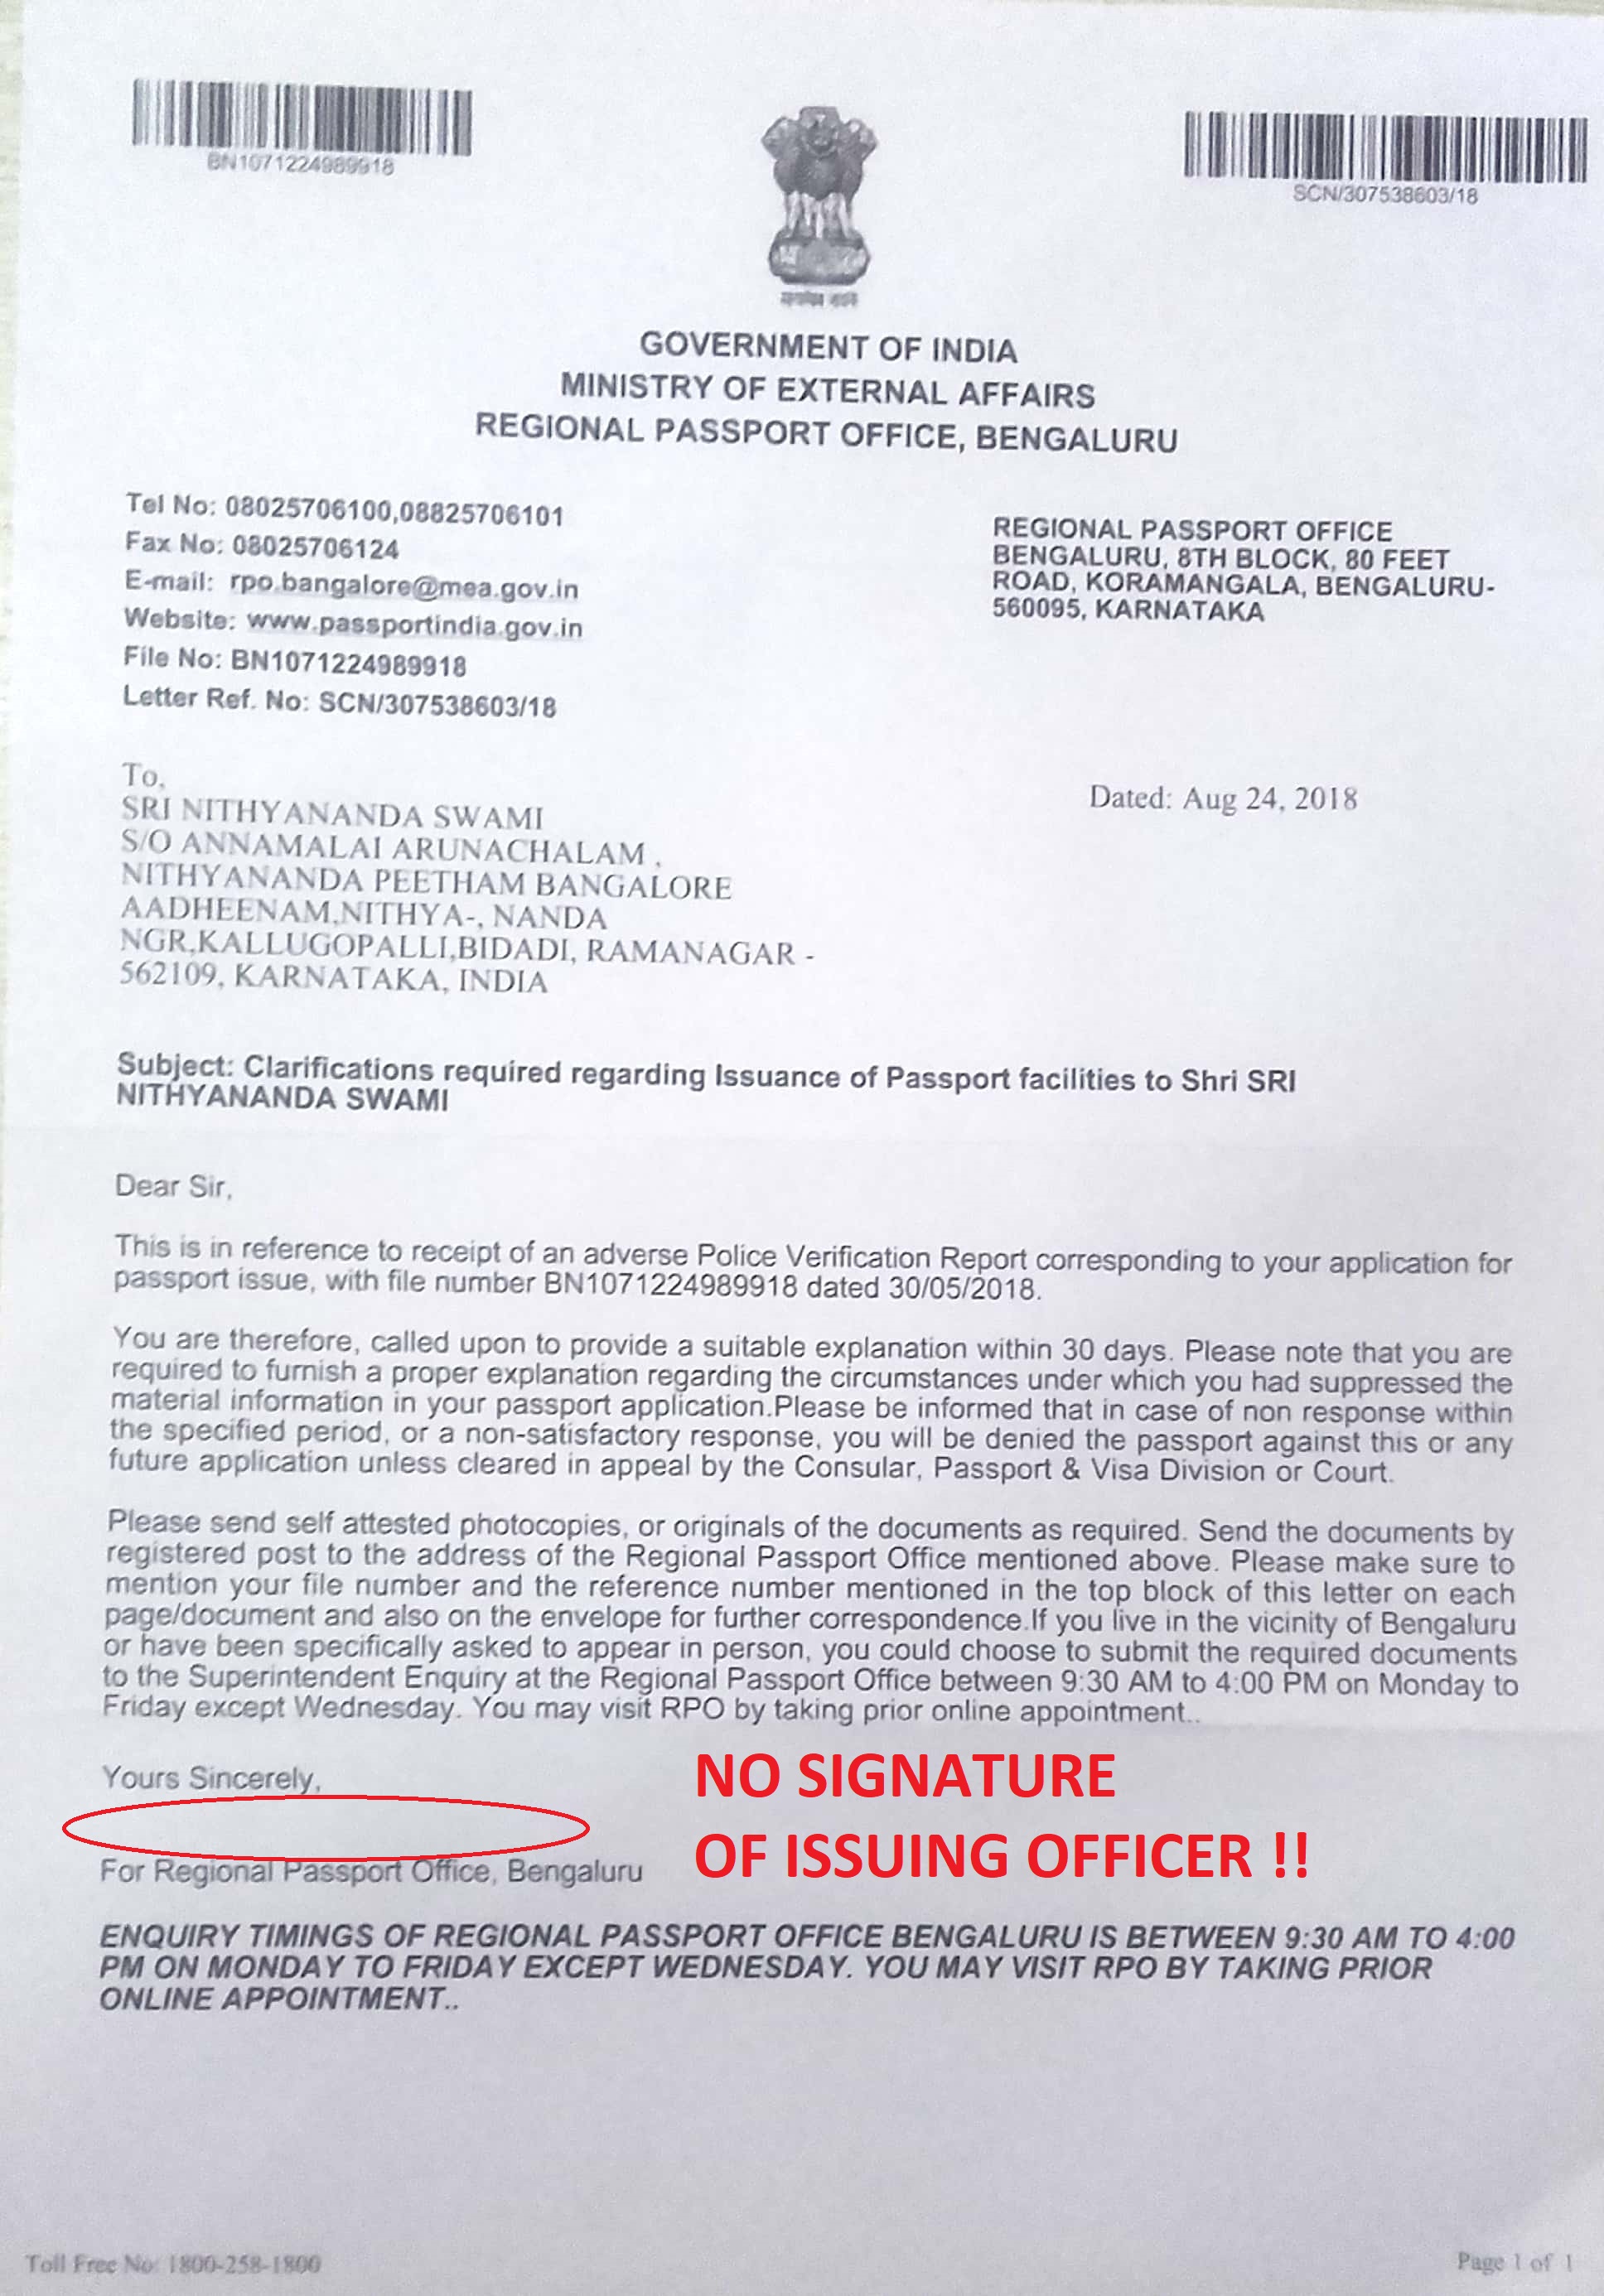 BN1071224989918
SCN/307538603/18
GOVERNMENT OF INDIA
MINISTRY OF EXTERNAL AFFAIRS
REGIONAL PASSPORT OFFICE, BENGALURU
Tel No: 08025706100,08825706101
Fax No: 08025706124
E-mail: rpo.bangalore@mea.gov.in
Website: www.passportindia.gov.in
File No: BN1071224989918
Letter Ref. No: SCN/307538603/18
REGIONAL PASSPORT OFFICE
BENGALURU, 8TH BLOCK, 80 FEET
ROAD, KORAMANGALA, BENGALURU-
560095, KARNATAKA
To,
SRI NITHYANANDA SWAMI
S/O ANNAMALAI ARUNACHALAM ,
NITHYANANDA PEETHAM BANGALORE
AADHEENAM,NITHYA-, NANDA
NGR,KALLUGOPALLI,BIDADI, RAMANAGAR -
562109, KARNATAKA, INDIA
Dated: Aug 24, 2018
Subject: Clarifications required regarding Issuance of Passport facilities to Shri SRI
NITHYANANDA SWAMI
Dear Sir,
This is in reference to receipt of an adverse Police Verification Report corresponding to your application for
passport issue, with file number BN1071224989918 dated 30/05/2018.
You are therefore, called upon to provide a suitable explanation within 30 days. Please note that you are
required to furnish a proper explanation regarding the circumstances under which you had suppressed the
material information in your passport application.Please be informed that in case of non response within
the specified period, or a non-satisfactory response, you will be denied the passport against this or any
future application unless cleared in appeal by the Consular, Passport & Visa Division or Court.
Please send self attested photocopies, or originals of the documents as required. Send the documents by
registered post to the address of the Regional Passport Office mentioned above. Please make sure to
mention your file number and the reference number mentioned in the top block of this letter on each
page/document and also on the envelope for further correspondence.If you live in the vicinity of Bengaluru
or have been specifically asked to appear in person, you could choose to submit the required documents
to the Superintendent Enquiry at the Regional Passport Office between 9:30 AM to 4:00 PM on Monday to
Friday except Wednesday. You may visit RPO by taking prior online appointment..
Yours Sincerely,
NO SIGNATURE
OF ISSUING OFFICER !!
For Regional Passport Office, Bengaluru
ENQUIRY TIMINGS OF REGIONAL PASSPORT OFFICE BENGALURU IS BETWEEN 9:30 AM TO 4:00
PM ON MONDAY TO FRIDAY EXCEPT WEDNESDAY. YOU MAY VISIT RPO BY TAKING PRIOR
ONLINE APPOINTMENT..
Toll Free No: 1800-258-1800
Page 1 of 1